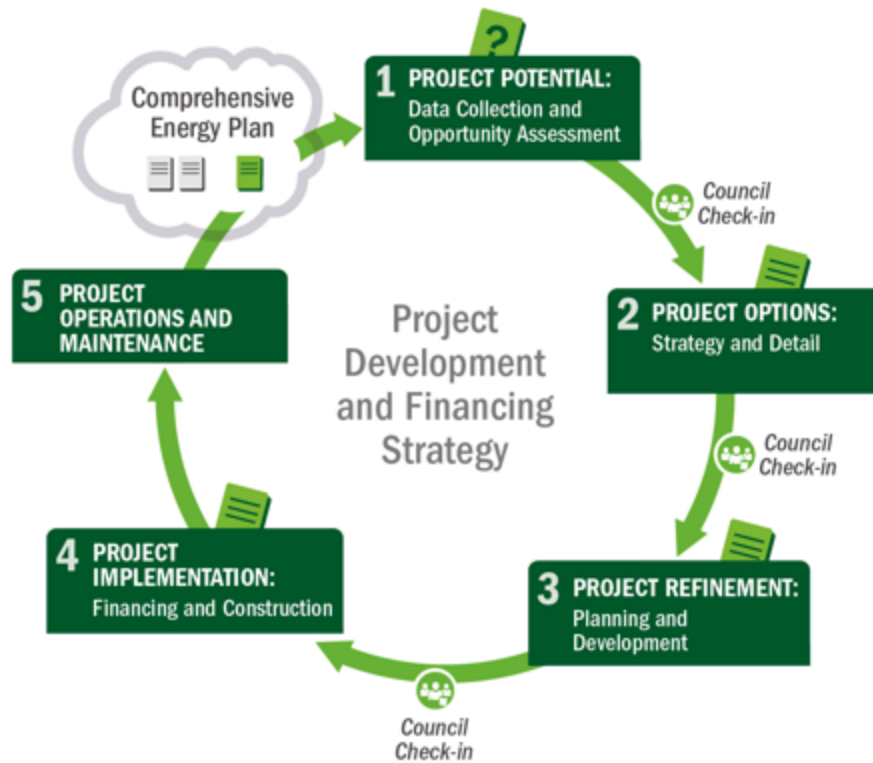 Comprehensive
Energy Plan
?
1 PROJECT POTENTIAL:
Data Collection and
Opportunity Assessment
Council
Check-in
2 PROJECT OPTIONS:
Strategy and Detail
Council
Check-in
3 PROJECT REFINEMENT:
Planning and
Development
Council
Check-in
4 PROJECT
IMPLEMENTATION:
Financing and Construction
5 PROJECT
OPERATIONS AND
MAINTENANCE
Project
Development
and Financing
Strategy